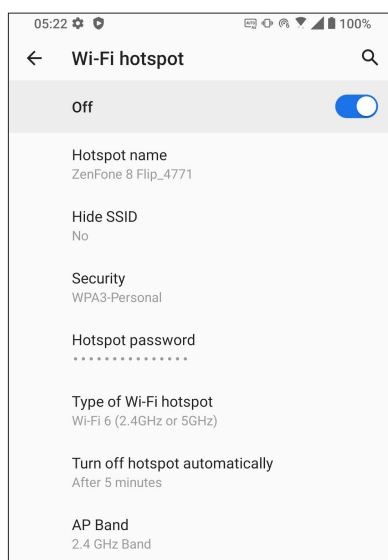 05:22
100%
Wi-Fi hotspot
Off
Hotspot name
ZenFone 8 Flip_4771
Hide SSID
No
Security
WPA3-Personal
Hotspot password
•••••••••••••••
Type of Wi-Fi hotspot
Wi-Fi 6 (2.4GHz or 5GHz)
Turn off hotspot automatically
After 5 minutes
AP Band
2.4 GHz Band